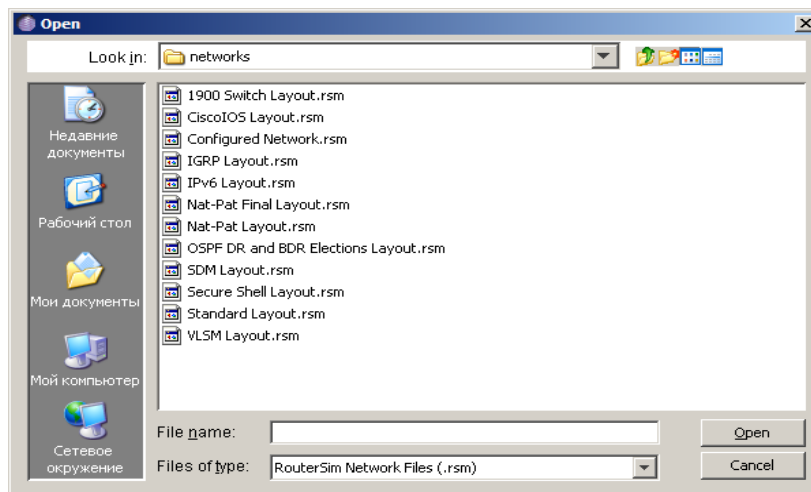 Open
Look in:
networks
Недавние
документы
Рабочий стол
Мои документы
Мой компьютер
Сетевое
окружение
1900 Switch Layout.rsm
CiscoIOS Layout.rsm
Configured Network.rsm
IGRP Layout.rsm
IPv6 Layout.rsm
Nat-Pat Final Layout.rsm
Nat-Pat Layout.rsm
OSPF DR and BDR Elections Layout.rsm
SDM Layout.rsm
Secure Shell Layout.rsm
Standard Layout.rsm
VLSM Layout.rsm
File name:
Open
Files of type:
RouterSim Network Files (.rsm)
Cancel